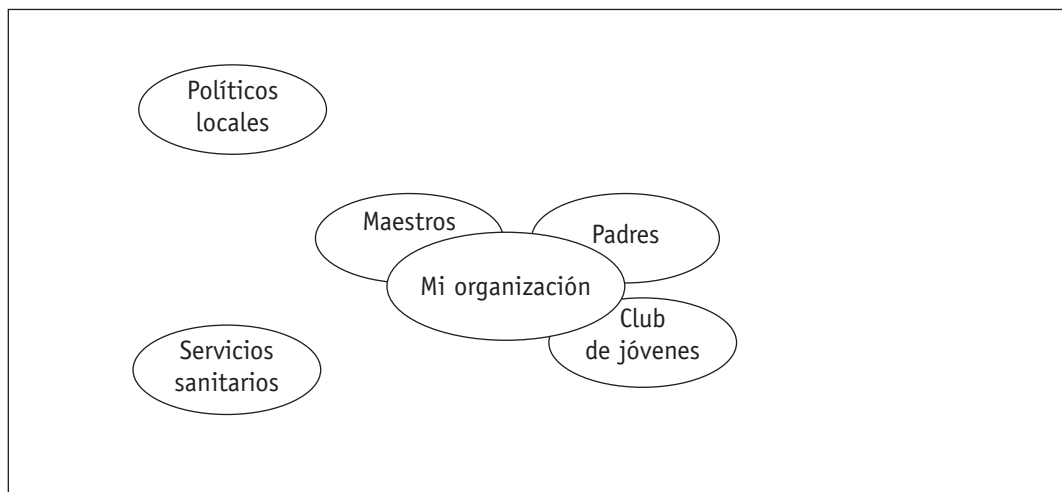 Políticos
locales
Maestros
Padres
Mi organización
Club
de jóvenes
Servicios
sanitarios